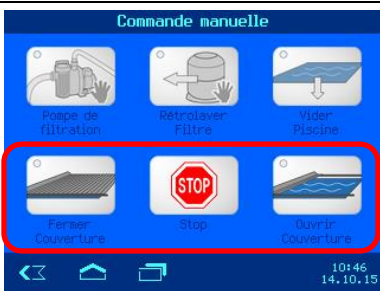 Commande manuelle
Pompe de
filtration
Rétrolaver
Filtre
Vider
Piscine
STOP
Fermer
Couverture
Stop
Ouvrir
Couverture
10:46
14.10.15